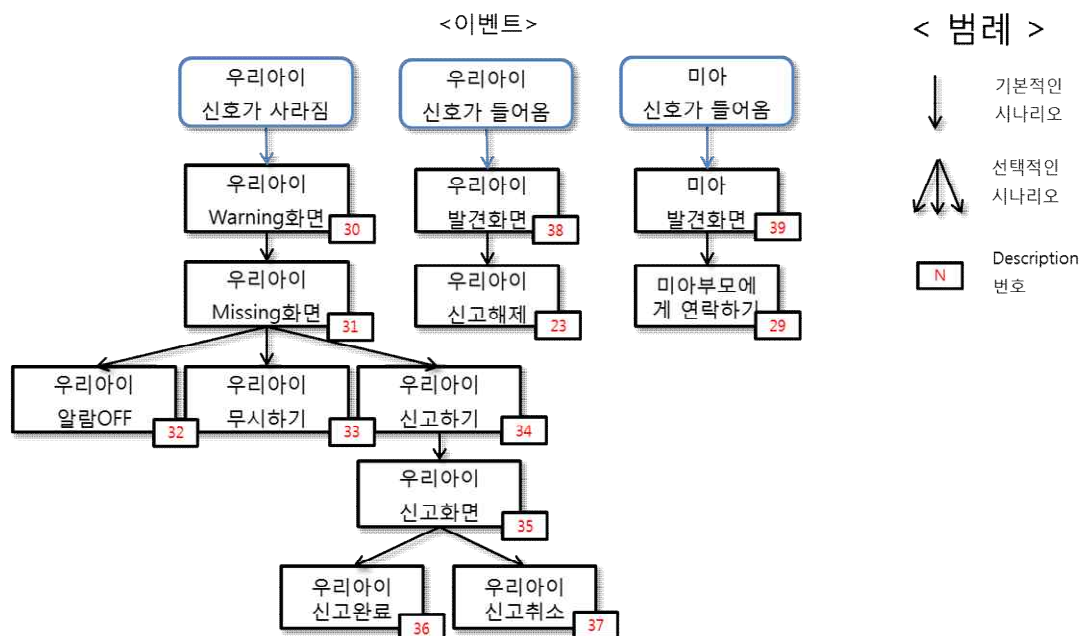 <이벤트>
< 범례 >
우리아이
신호가 사라짐
우리아이
신호가 들어옴
미아
신호가 들어옴
기본적인
시나리오
우리아이
Warning화면
30
우리아이
발견화면
38
미아
발견화면
39
선택적인
시나리오
우리아이
Missing화면
31
우리아이
신고해제
23
미아부모에
게 연락하기
29
N
Description
번호
우리아이
알람OFF
32
우리아이
무시하기
33
우리아이
신고하기
34
우리아이
신고화면
35
우리아이
신고완료
36
우리아이
신고취소
37